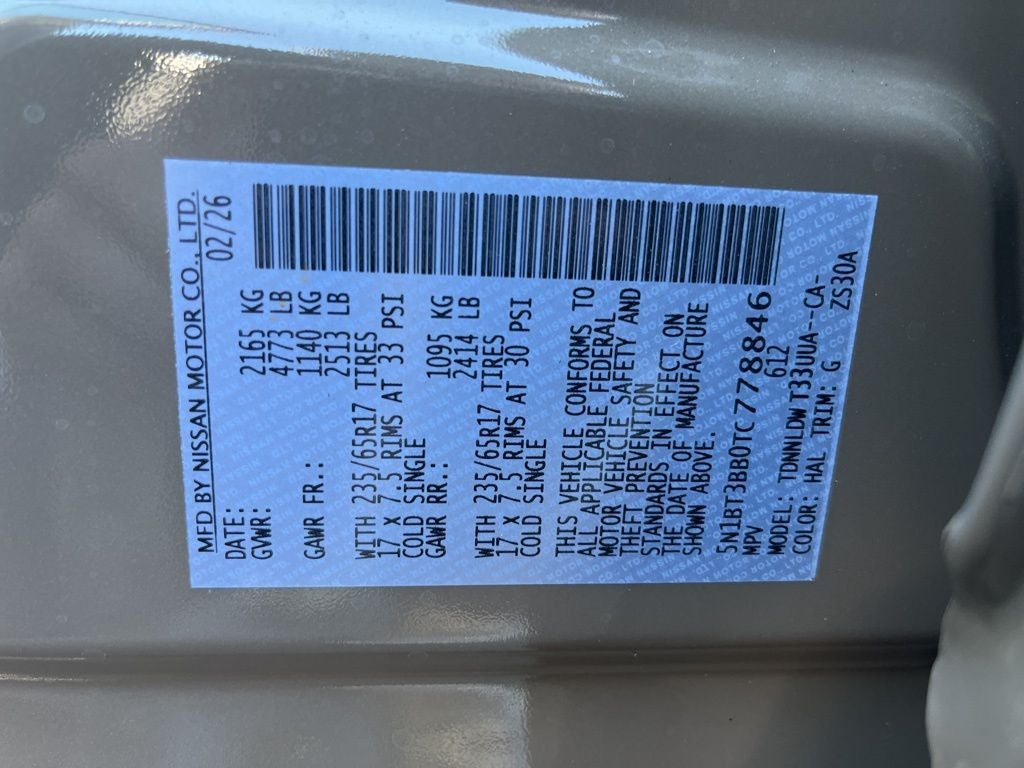 MFD BY NISSAN MOTOR CO., LTD.
DATE: 02/26
GVWR: 2165 KG
4773 LB
GAWR FR.: 1140 KG
2513 LB
WITH 235/65R17 TIRES
17 X 7.5 RIMS AT 33 PSI
COLD SINGLE
GAWR RR.: 1095 KG
2414 LB
WITH 235/65R17 TIRES
17 X 7.5 RIMS AT 30 PSI
COLD SINGLE
THIS VEHICLE CONFORMS TO
ALL APPLICABLE FEDERAL
MOTOR VEHICLE SAFETY AND
THEFT PREVENTION
STANDARDS IN EFFECT ON
THE DATE OF MANUFACTURE
SHOWN ABOVE.
5N1BT3BB0TC778846
MPV 612
MODEL: TDNNNLDWT33UUA--CA-
COLOR: HAL TRIM: G ZS30A